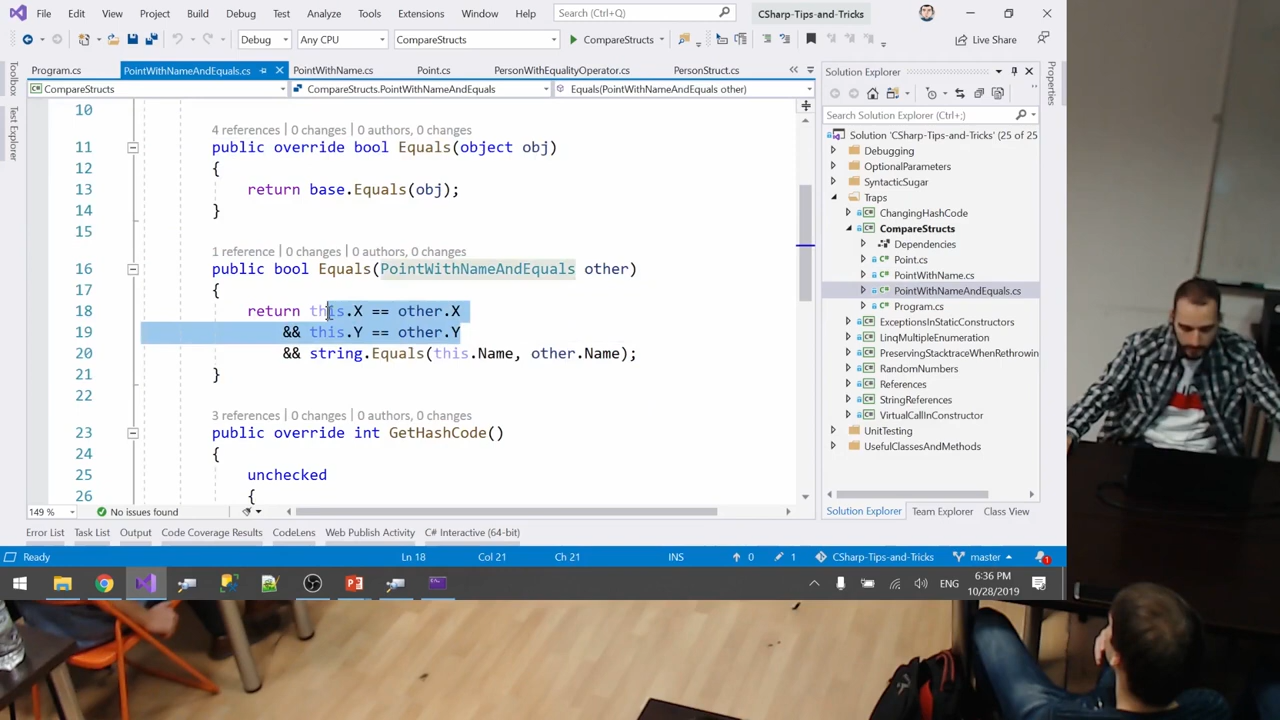 File Edit View Project Build Debug Test Analyze Tools Extensions Window Help Search (Ctrl+Q) CSharp-Tips-and-Tricks
Debug Any CPU CompareStructs CompareStructs Live Share
Program.cs PointWithNameAndEquals.cs PointWithName.cs Point.cs PersonWithEqualityOperator.cs PersonStruct.cs
CompareStructs CompareStructs.PointWithNameAndEquals Equals(PointWithNameAndEquals other)
Toolbox
Test Explorer
10
4 references | 0 changes | 0 authors, 0 changes
11 public override bool Equals(object obj)
12 {
13 return base.Equals(obj);
14 }
15
1 reference | 0 changes | 0 authors, 0 changes
16 public bool Equals(PointWithNameAndEquals other)
17 {
18 return this.X == other.X
19 && this.Y == other.Y
20 && string.Equals(this.Name, other.Name);
21 }
22
3 references | 0 changes | 0 authors, 0 changes
23 public override int GetHashCode()
24 {
25 unchecked
26 {
149 % No issues found
Solution Explorer
Search Solution Explorer (Ctrl+;)
Solution 'CSharp-Tips-and-Tricks' (25 of 25
Debugging
OptionalParameters
SyntacticSugar
Traps
ChangingHashCode
CompareStructs
Dependencies
Point.cs
PointWithName.cs
PointWithNameAndEquals.cs
Program.cs
ExceptionsInStaticConstructors
LinqMultipleEnumeration
PreservingStacktraceWhenRethrowin
RandomNumbers
References
StringReferences
VirtualCallInConstructor
UnitTesting
UsefulClassesAndMethods
Solution Explorer Team Explorer Class View
Properties
Error List Task List Output Code Coverage Results CodeLens Web Publish Activity C# Interactive (64-bit)
Ready Ln 18 Col 21 Ch 21 INS 0 1 CSharp-Tips-and-Tricks master 1
ENG 6:36 PM
10/28/2019